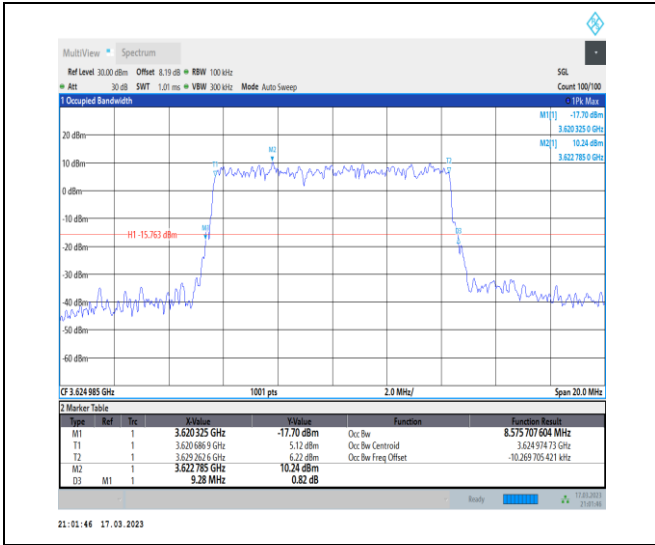 MultiView Spectrum
Ref Level 30.00 dBm Offset 8.19 dB RBW 100 kHz SGL
Att 30 dB SWT 1.01 ms VBW 300 kHz Mode Auto Sweep Count 100/100
1 Occupied Bandwidth 1Pk Max
M1[1] -17.70 dBm
3.620 325 0 GHz
20 dBm M2[1] 10.24 dBm
3.622 785 0 GHz
M2
10 dBm T1
0 dBm
-10 dBm
H1 -15.763 dBm D3
-20 dBm
-30 dBm
-40 dBm
-50 dBm
-60 dBm
CF 3.624 985 GHz 1001 pts 2.0 MHz/ Span 20.0 MHz
2 Marker Table
Type Ref Trc X-Value Y-Value Function Function Result
M1 1 3.620 325 GHz -17.70 dBm Occ Bw 8.575 707 604 MHz
T1 1 3.620 686 9 GHz 5.12 dBm Occ Bw Centroid 3.624 974 73 GHz
T2 1 3.629 262 6 GHz 6.22 dBm Occ Bw Freq Offset -10.269 705 421 kHz
M2 1 3.622 785 GHz 10.24 dBm
D3 M1 1 9.28 MHz 0.82 dB
Ready 17.03.2023
21:01:46
21:01:46 17.03.2023